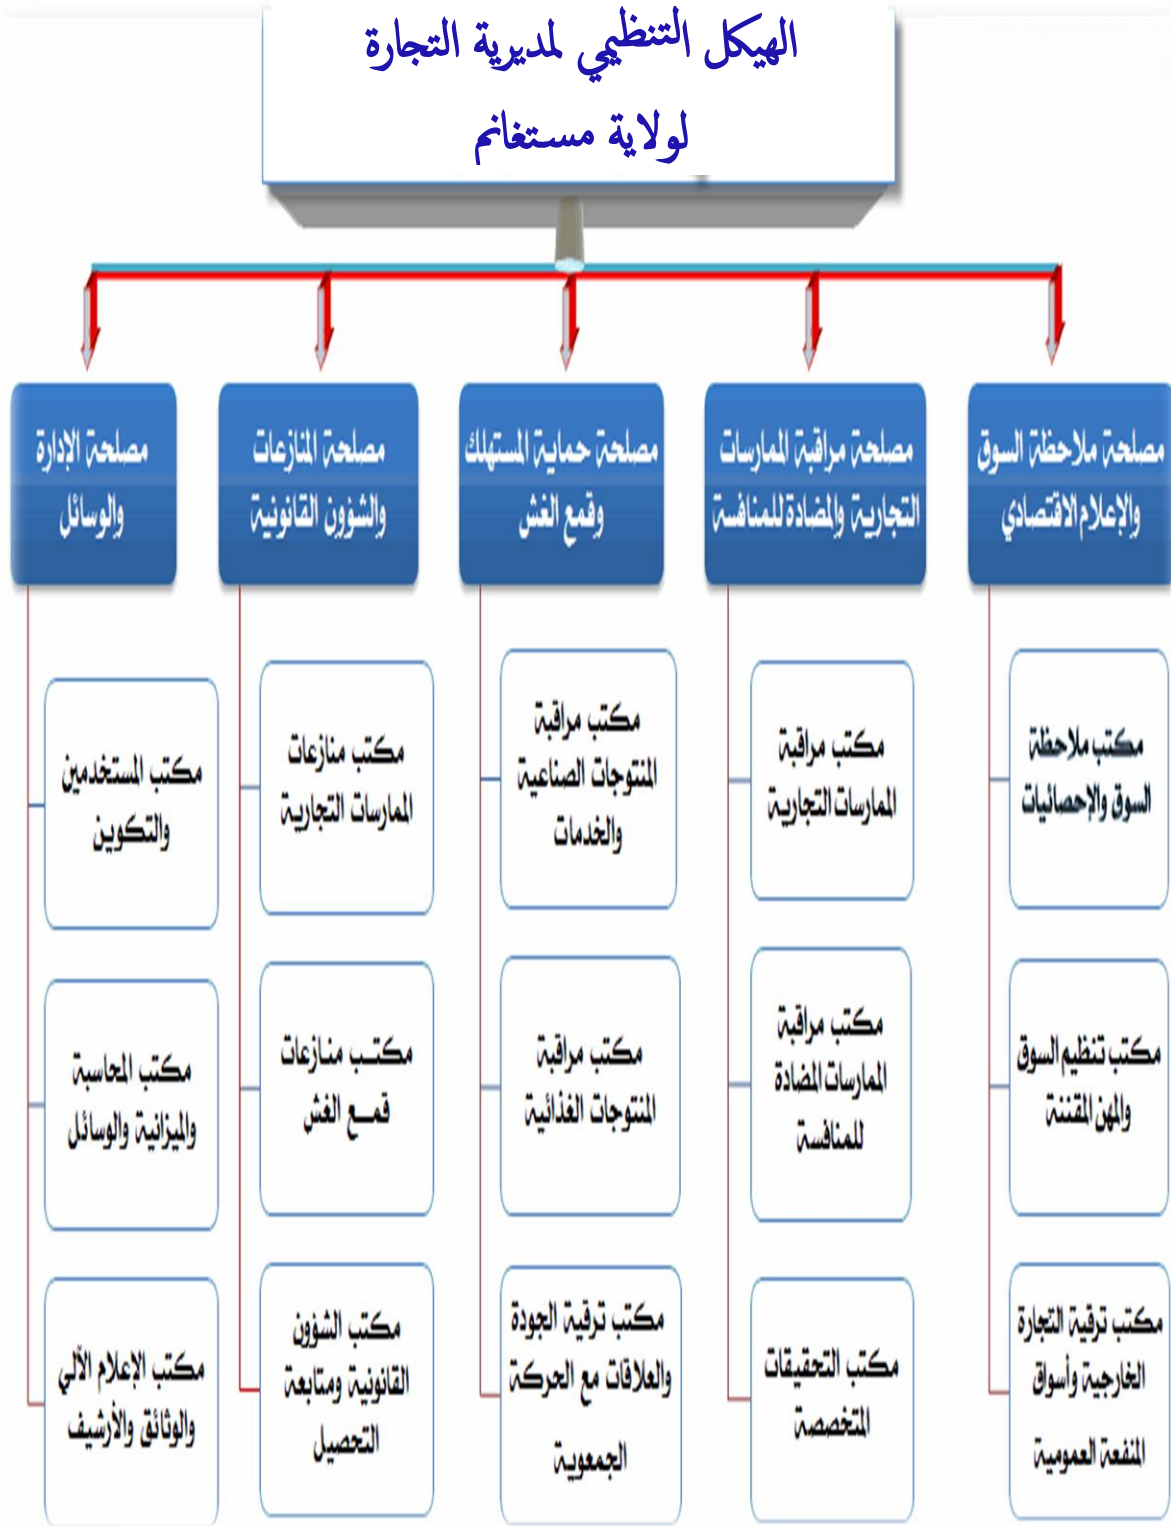 الهيكل التنظيمي لمديرية التجارة
لولاية مستغانم
مصلحة ملاحظة السوق
والإعلام الاقتصادي
مصلحة مراقبة الممارسات
التجارية والمضادة للمنافسة
مصلحة حماية المستهلك
وقمع الغش
مصلحة المنازعات
والشؤون القانونية
مصلحة الإدارة
والوسائل
مكتب ملاحظة
السوق والاحصائيات
مكتب تنظيم السوق
والمهن المقننة
مكتب ترقية التجارة
الخارجية وأسواق
المنفعة العمومية
مكتب مراقبة
الممارسات التجارية
مكتب مراقبة
الممارسات المضادة
للمنافسة
مكتب التحقيقات
المتخصصة
مكتب مراقبة
المنتوجات الصناعية
والخدمات
مكتب مراقبة
المنتوجات الغذائية
مكتب ترقية الجودة
والعلاقات مع الحركة
الجمعوية
مكتب منازعات
الممارسات التجارية
مكتب منازعات
قمع الغش
مكتب الشؤون
القانونية ومتابعة
التحصيل
مكتب المستخدمين
والتكوين
مكتب المحاسبة
والميزانية والوسائل
مكتب الإعلام الألي
والوثائق والأرشيف